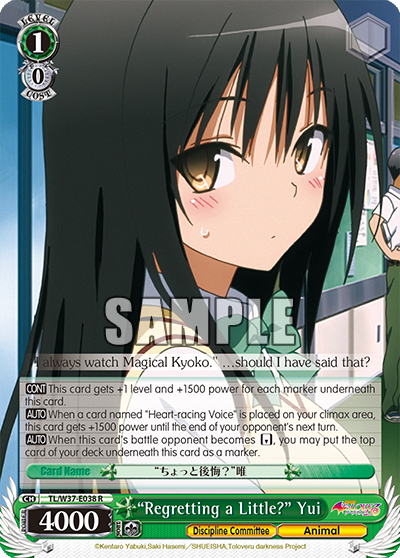 LEVEL
1
0
COST
SAMPLE
"I always watch Magical Kyoko." ...should I have said that?
CONT This card gets +1 level and +1500 power for each marker underneath
this card.
AUTO When a card named "Heart-racing Voice" is placed on your climax area,
this card gets +1500 power until the end of your opponent's next turn.
AUTO When this card's battle opponent becomes [ ], you may put the top
card of your deck underneath this card as a marker.
Card Name
"ちょっと後悔?"唯
CH TL/W37-E038 R
POWER
4000
"Regretting a Little?" Yui
Discipline Committee
Animal
©Kentaro Yabuki,Saki Hasemi／SHUEISHA,Toloveru darkness Project